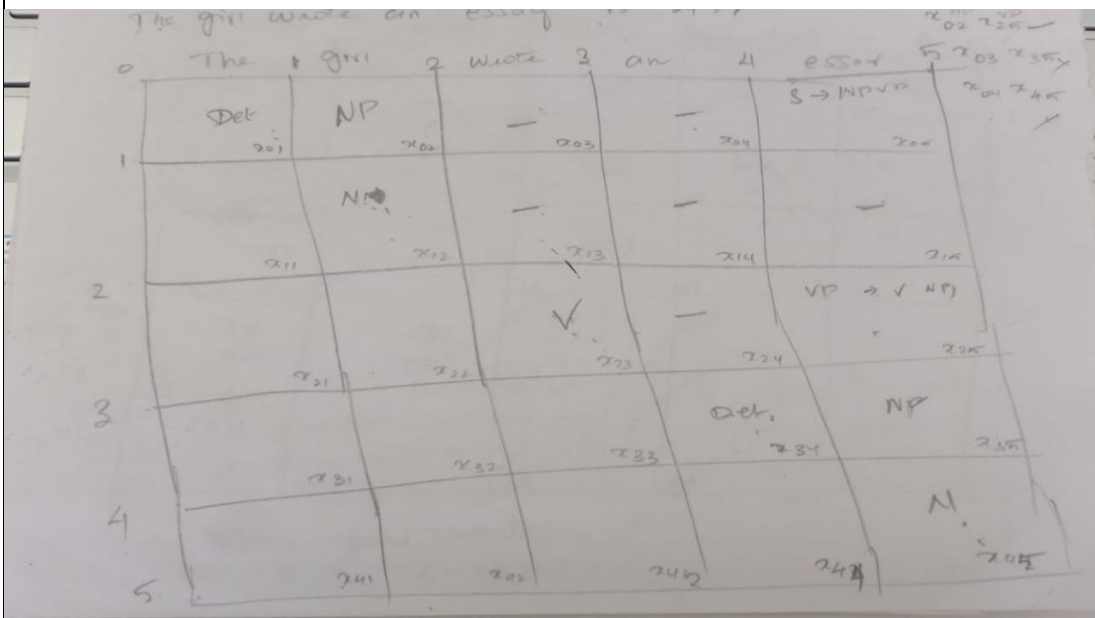 The girl wrote an essay
x02 x25
0 The 1 girl 2 wrote 3 an 4 essay 5 x03 x35 x
S → NP VP x04 x45 x
Det NP — —
x01 x02 x03 x04 x05
1
N — — —
x11 x12 x13 x14 x15
2 VP → V NP
V —
x21 x22 x23 x24 x25
3 Det. NP
x31 x32 x33 x34 x35
4 N.
x41 x42 x44 x45
5